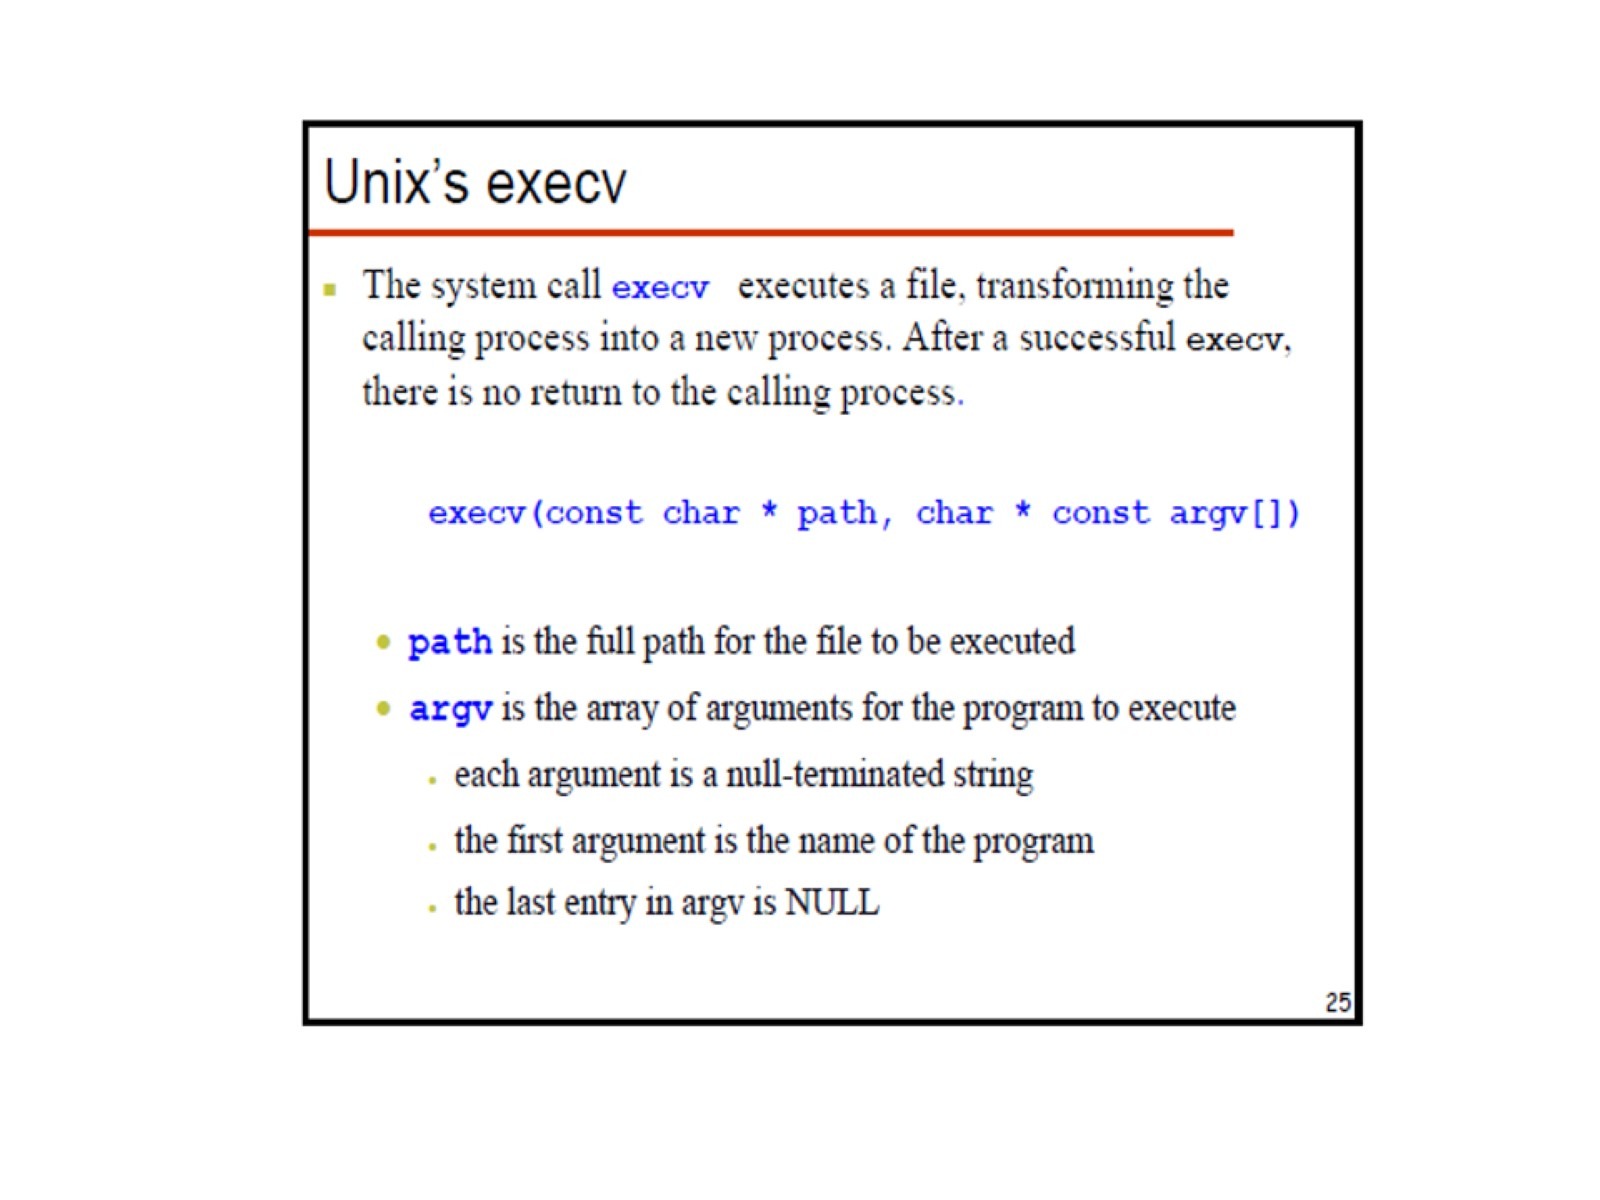 Unix’s execv
The system call execv executes a file, transforming the
calling process into a new process. After a successful execv,
there is no return to the calling process.
execv(const char * path, char * const argv[])
path is the full path for the file to be executed
argv is the array of arguments for the program to execute
each argument is a null-terminated string
the first argument is the name of the program
the last entry in argv is NULL
25